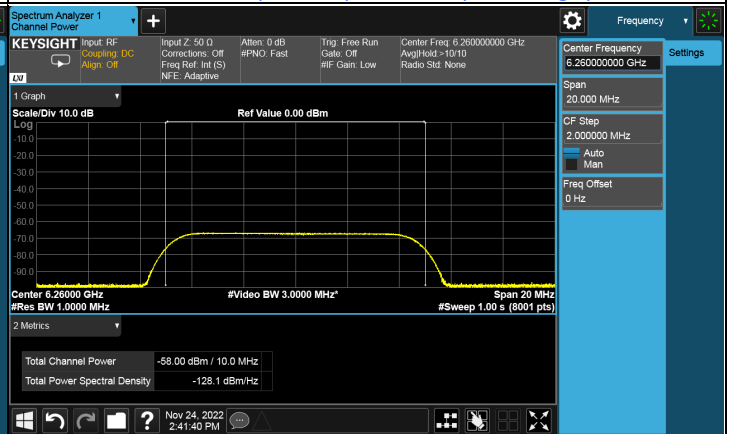 Spectrum Analyzer 1
Channel Power
+
Frequency
KEYSIGHT
Input: RF
Coupling: DC
Align: Off
Input Z: 50 Ω
Corrections: Off
Freq Ref: Int (S)
NFE: Adaptive
Atten: 0 dB
#PNO: Fast
Trig: Free Run
Gate: Off
#IF Gain: Low
Center Freq: 6.260000000 GHz
Avg|Hold:>10/10
Radio Std: None
LXI
1 Graph
Scale/Div 10.0 dB
Ref Value 0.00 dBm
Log
-10.0
-20.0
-30.0
-40.0
-50.0
-60.0
-70.0
-80.0
-90.0
Center 6.26000 GHz
#Video BW 3.0000 MHz*
Span 20 MHz
#Res BW 1.0000 MHz
#Sweep 1.00 s (8001 pts)
2 Metrics
Total Channel Power -58.00 dBm / 10.0 MHz
Total Power Spectral Density -128.1 dBm/Hz
?
Nov 24, 2022
2:41:40 PM
Center Frequency
6.260000000 GHz
Settings
Span
20.000 MHz
CF Step
2.000000 MHz
Auto
Man
Freq Offset
0 Hz